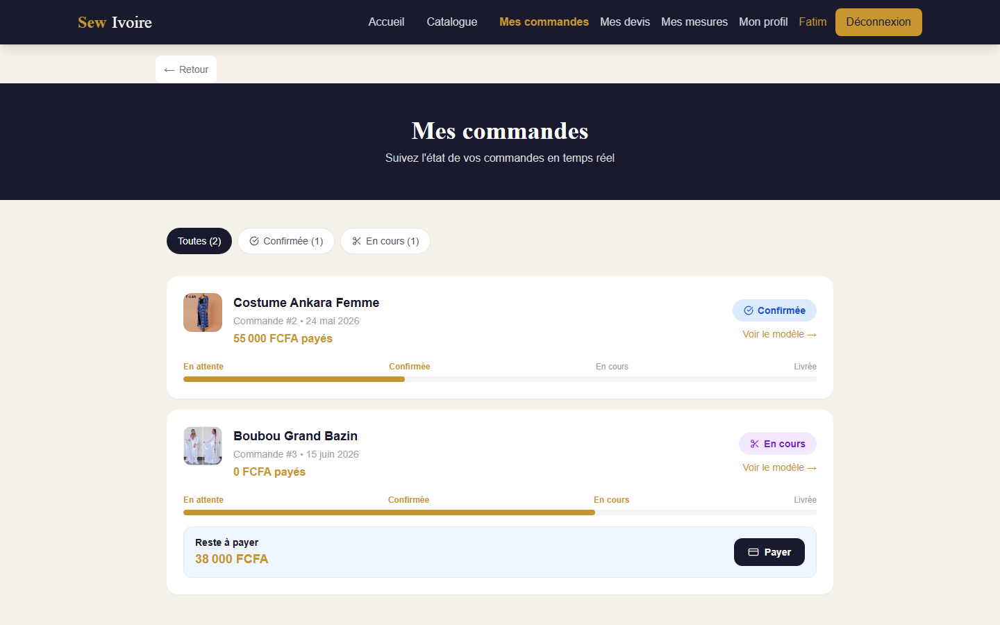 Sew Ivoire
Accueil
Catalogue
Mes commandes
Mes devis
Mes mesures
Mon profil
Fatim
Déconnexion
← Retour
Mes commandes
Suivez l'état de vos commandes en temps réel
Toutes (2)
Confirmée (1)
En cours (1)
Costume Ankara Femme
Commande #2 • 24 mai 2026
55 000 FCFA payés
Confirmée
Voir le modèle →
En attente
Confirmée
En cours
Livrée
Boubou Grand Bazin
Commande #3 • 15 juin 2026
0 FCFA payés
En cours
Voir le modèle →
En attente
Confirmée
En cours
Livrée
Reste à payer
38 000 FCFA
Payer